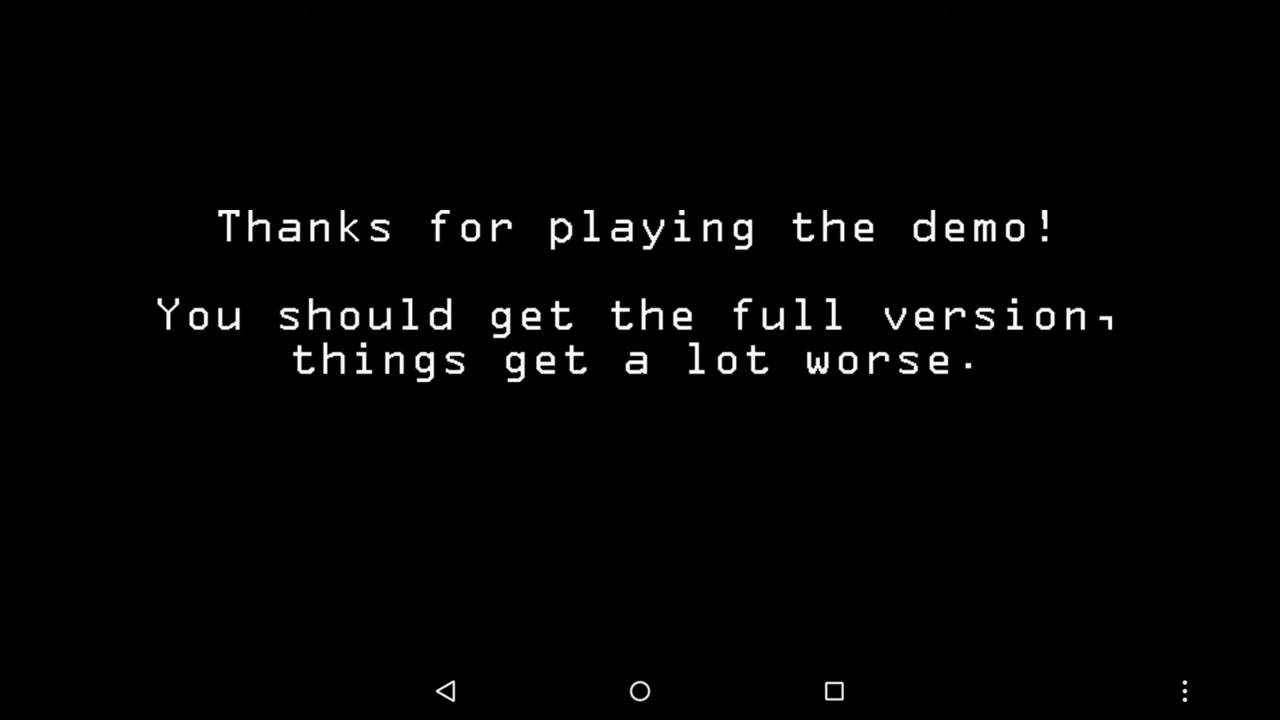 Thanks for playing the demo!
You should get the full version,
things get a lot worse.